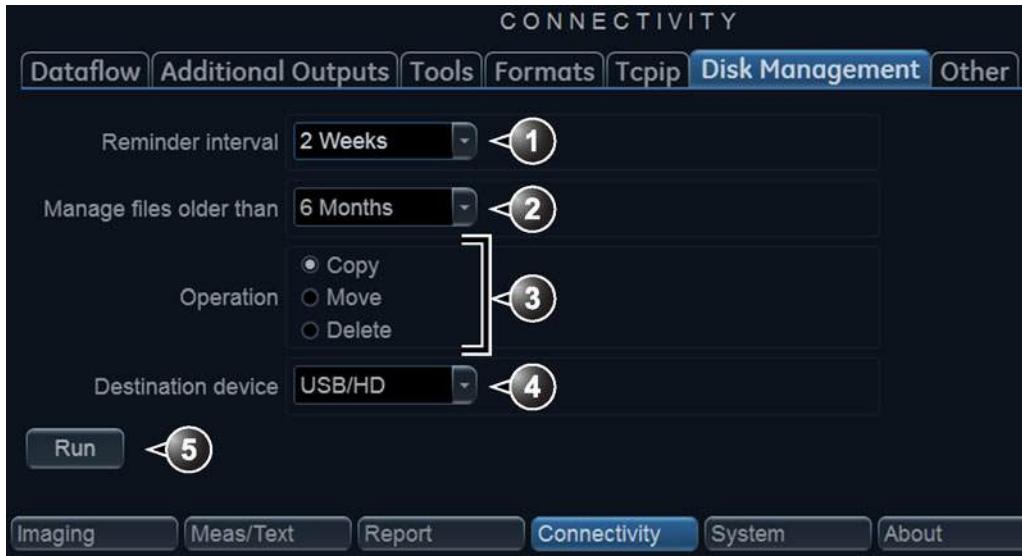 CONNECTIVITY
Dataflow Additional Outputs Tools Formats Tcpip Disk Management Other
Reminder interval 2 Weeks 1
Manage files older than 6 Months 2
Copy
Operation Move 3
Delete
Destination device USB/HD 4
Run 5
Imaging Meas/Text Report Connectivity System About